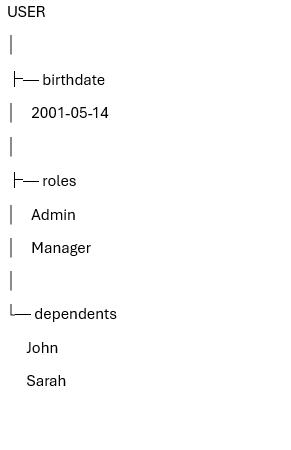 USER
│
├── birthdate
│ 2001-05-14
│
├── roles
│ Admin
│ Manager
│
└── dependents
John
Sarah